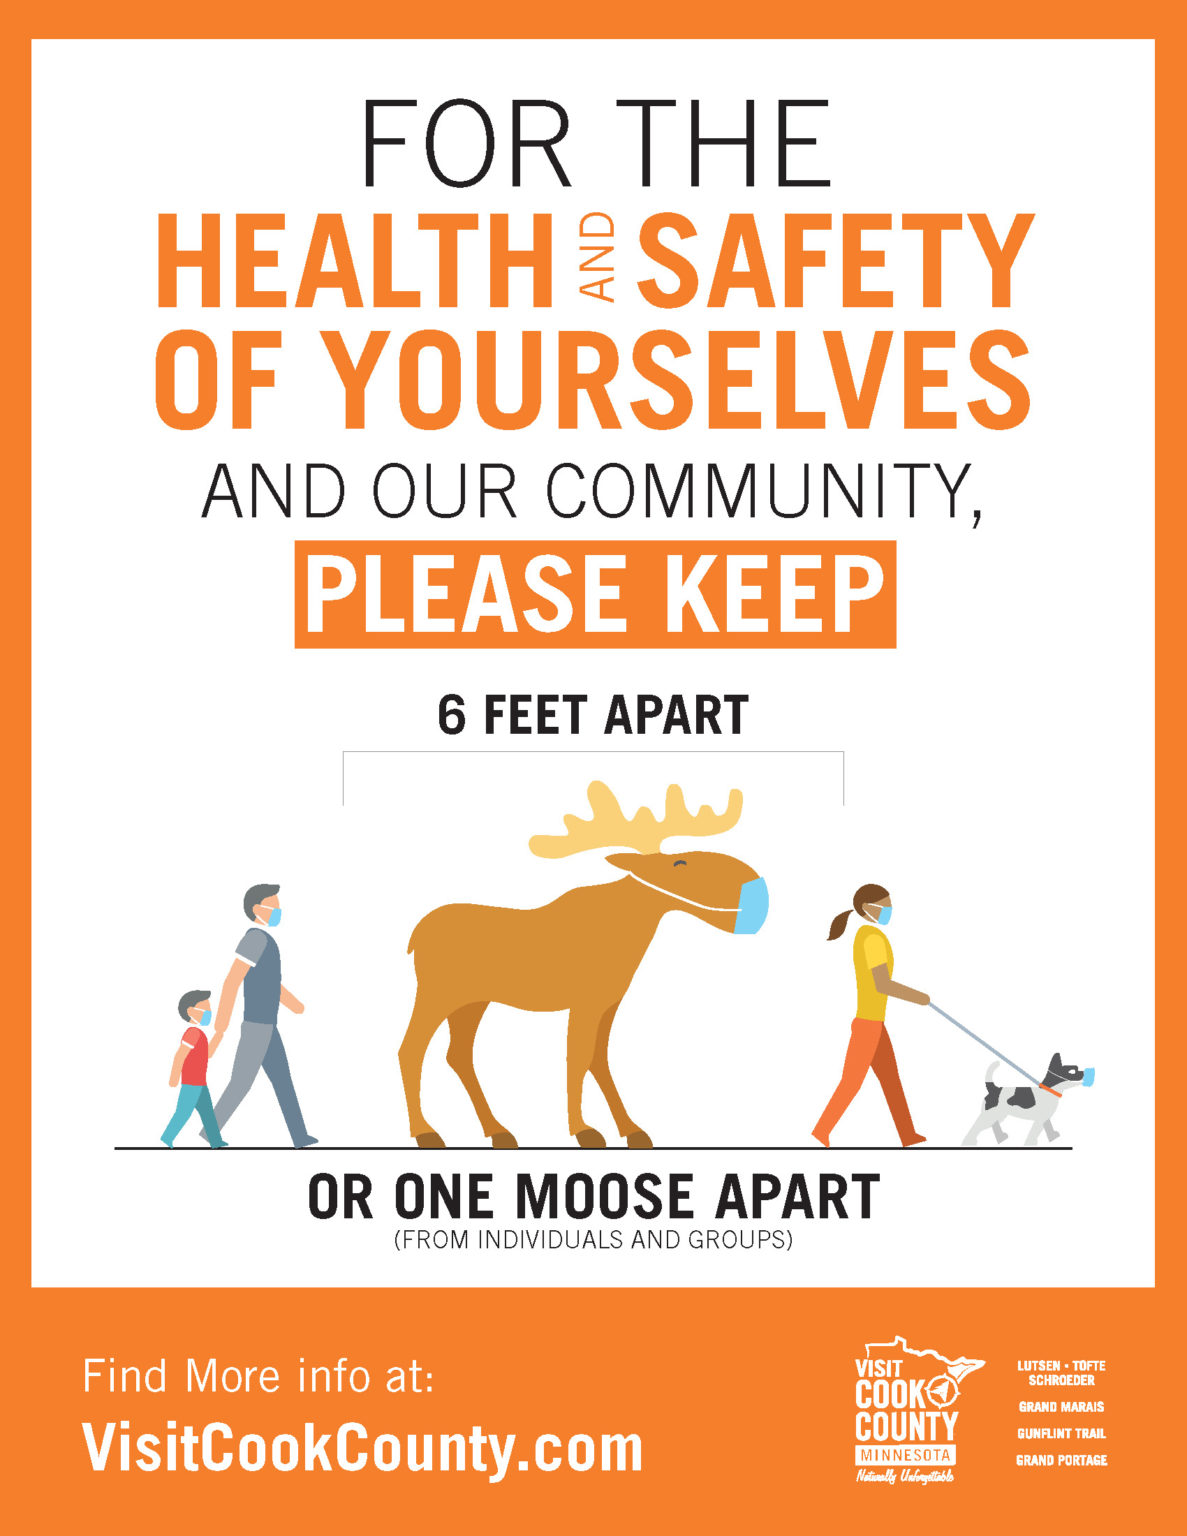 FOR THE
HEALTH AND SAFETY
OF YOURSELVES
AND OUR COMMUNITY,
PLEASE KEEP
6 FEET APART
OR ONE MOOSE APART
(FROM INDIVIDUALS AND GROUPS)
Find More info at:
VisitCookCounty.com
VISIT
COOK
COUNTY
MINNESOTA
Naturally Unforgettable
LUTSEN • TOFTE
SCHROEDER
GRAND MARAIS
GUNFLINT TRAIL
GRAND PORTAGE